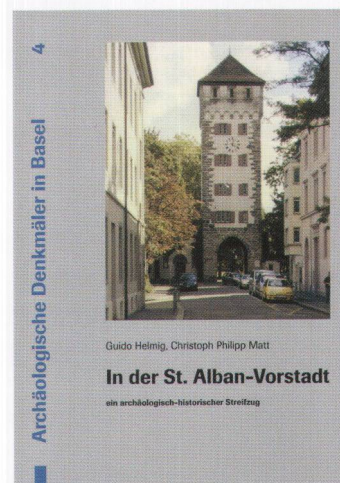 Archäologische Denkmäler in Basel 4
Guido Helmig, Christoph Philipp Matt
In der St. Alban-Vorstadt
ein archäologisch-historischer Streifzug